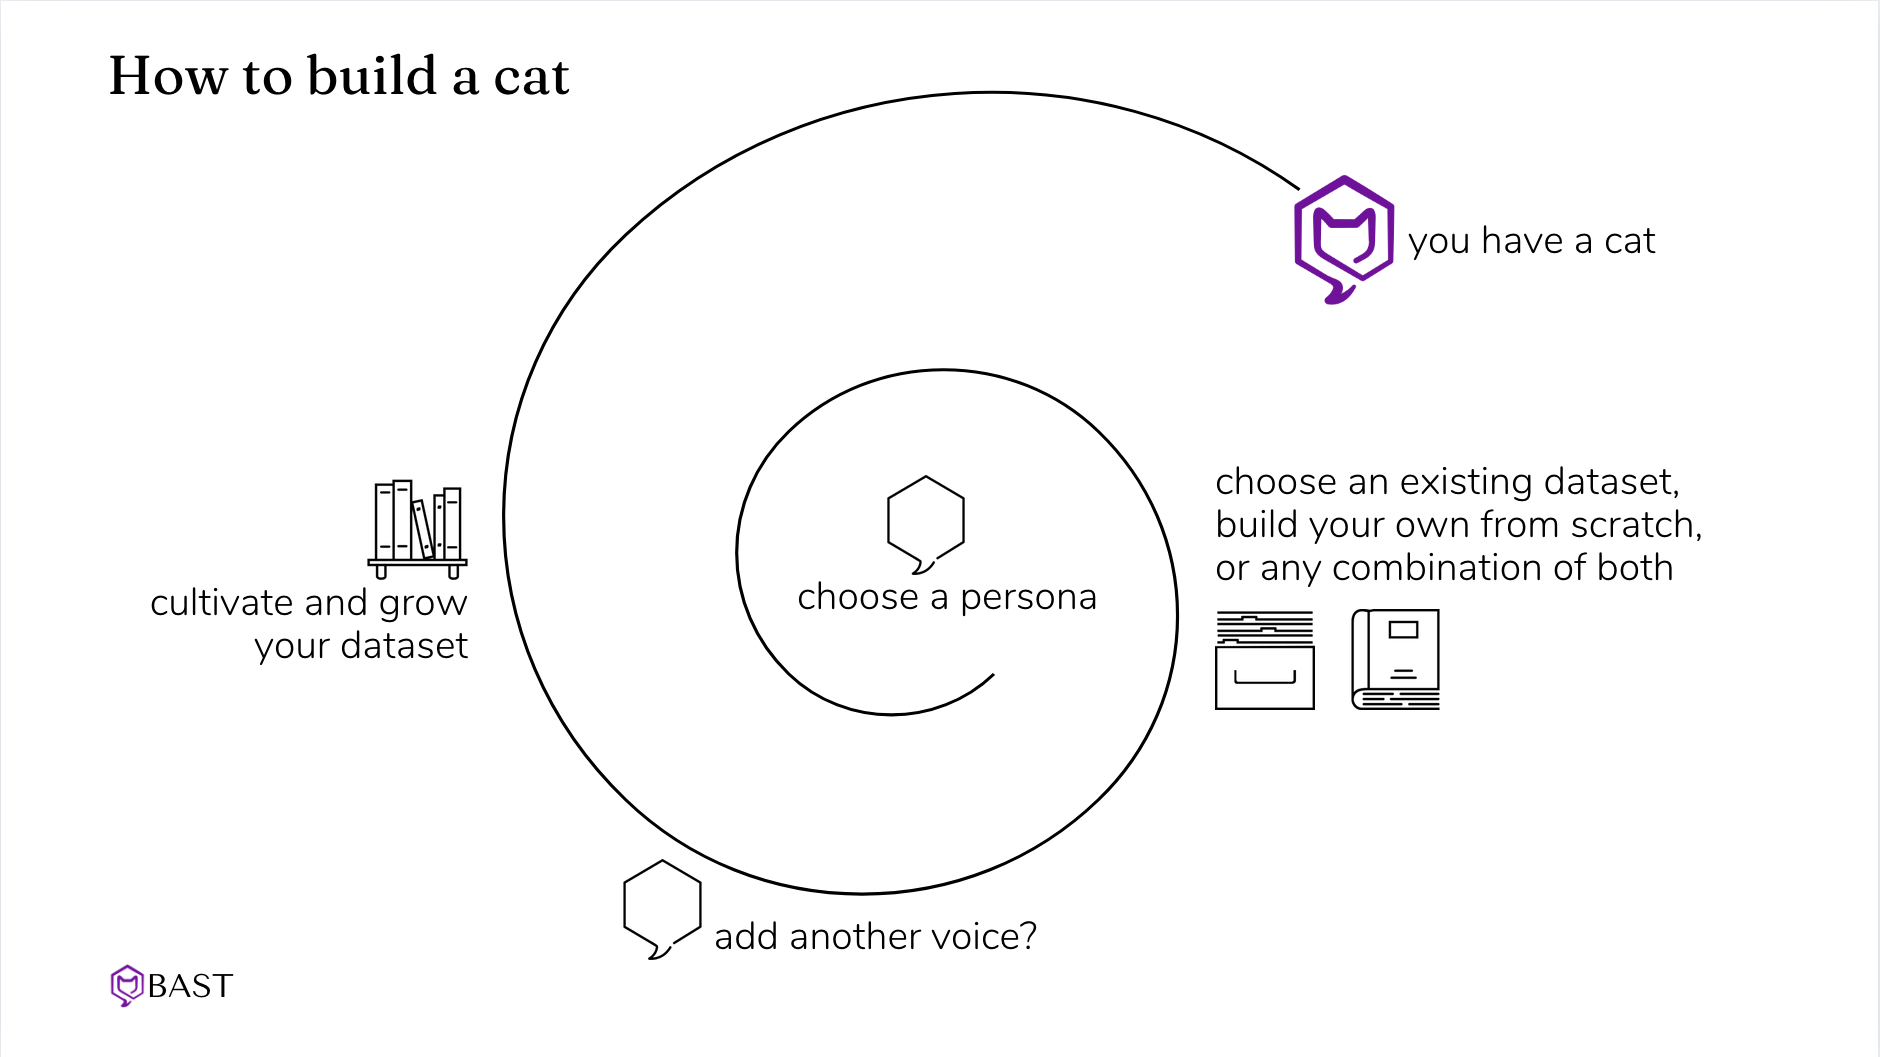 How to build a cat
you have a cat
choose an existing dataset,
build your own from scratch,
or any combination of both
choose a persona
cultivate and grow
your dataset
add another voice?
BAST